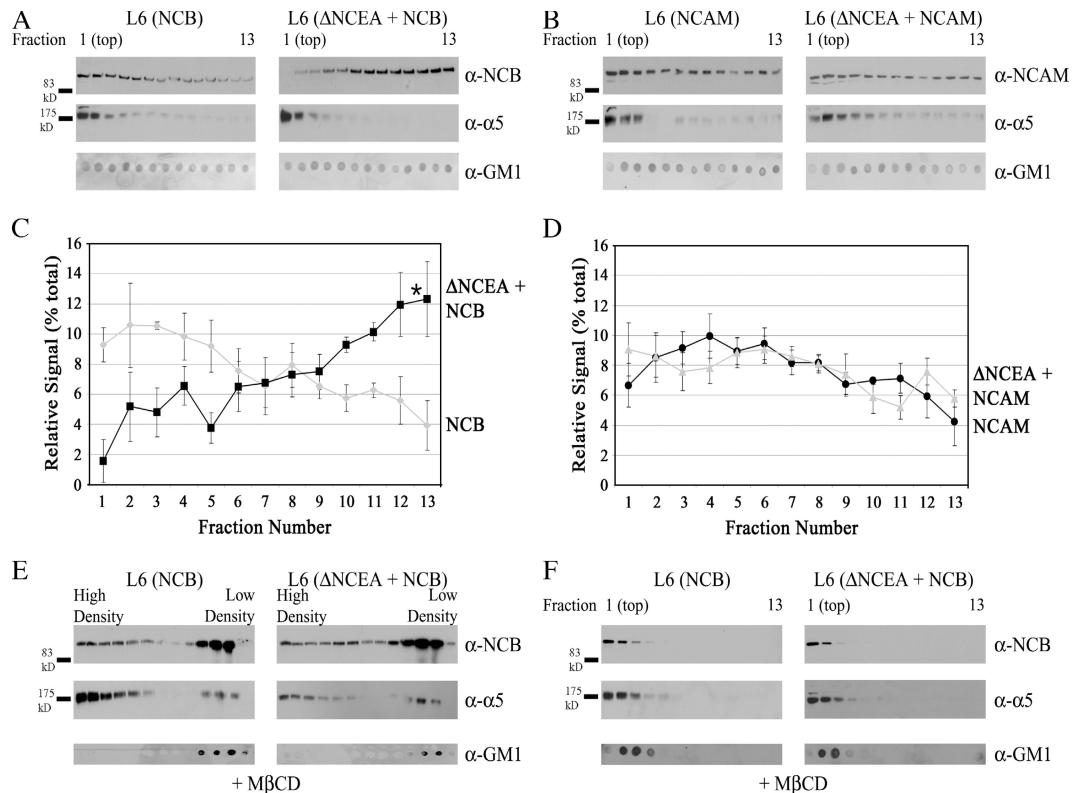 A
L6 (NCB)
L6 (ΔNCEA + NCB)
Fraction
1 (top)
13
1 (top)
13
83
kD
α-NCB
175
kD
α-α5
α-GM1
B
L6 (NCAM)
L6 (ΔNCEA + NCAM)
Fraction
1 (top)
13
1 (top)
13
83
kD
α-NCAM
175
kD
α-α5
α-GM1
C
Relative Signal (% total)
16
14
12
10
8
6
4
2
0
1 2 3 4 5 6 7 8 9 10 11 12 13
Fraction Number
*
ΔNCEA +
NCB
NCB
D
Relative Signal (% total)
16
14
12
10
8
6
4
2
0
1 2 3 4 5 6 7 8 9 10 11 12 13
Fraction Number
ΔNCEA +
NCAM
NCAM
E
L6 (NCB)
L6 (ΔNCEA + NCB)
High
Density
Low
Density
High
Density
Low
Density
83
kD
α-NCB
175
kD
α-α5
α-GM1
+ MβCD
F
L6 (NCB)
L6 (ΔNCEA + NCB)
Fraction
1 (top)
13
1 (top)
13
83
kD
α-NCB
175
kD
α-α5
α-GM1
+ MβCD